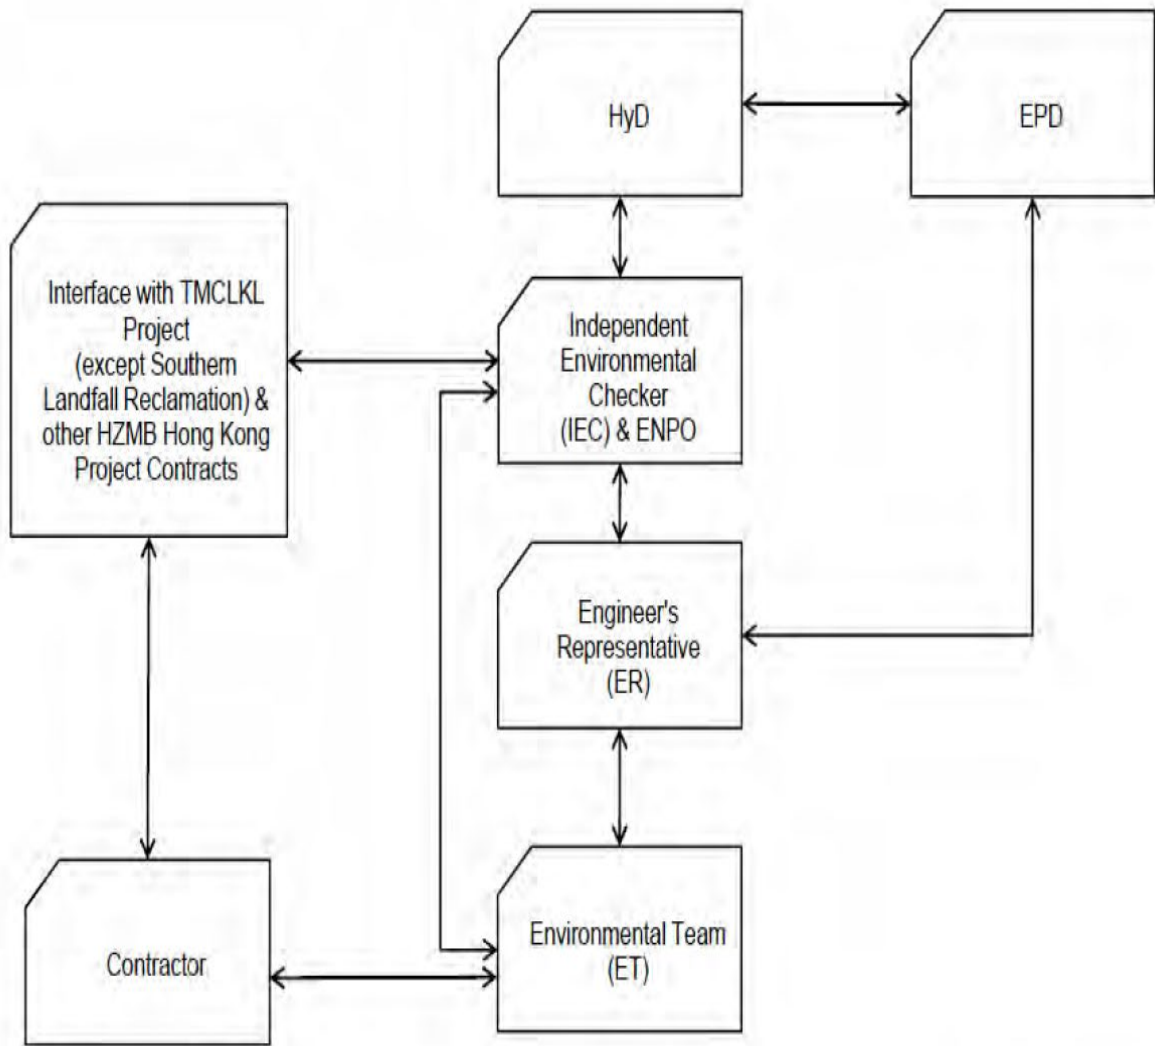 HyD
EPD
Interface with TMCLKL
Project
(except Southern
Landfall Reclamation) &
other HZMB Hong Kong
Project Contracts
Independent
Environmental
Checker
(IEC) & ENPO
Engineer's
Representative
(ER)
Contractor
Environmental Team
(ET)